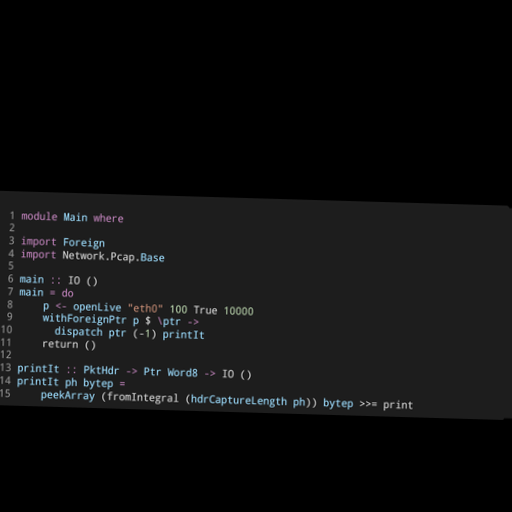 1 module Main where
2
3 import Foreign
4 import Network.Pcap.Base
5
6 main :: IO ()
7 main = do
8     p <- openLive "eth0" 100 True 10000
9     withForeignPtr p $ \ptr ->
10       dispatch ptr (-1) printIt
11     return ()
12
13 printIt :: PktHdr -> Ptr Word8 -> IO ()
14 printIt ph bytep =
15     peekArray (fromIntegral (hdrCaptureLength ph)) bytep >>= print